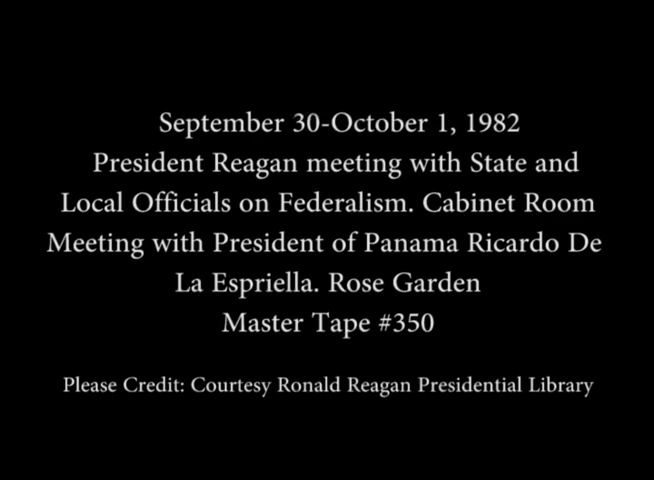 September 30-October 1, 1982
President Reagan meeting with State and
Local Officials on Federalism. Cabinet Room
Meeting with President of Panama Ricardo De
La Espriella. Rose Garden
Master Tape #350
Please Credit: Courtesy Ronald Reagan Presidential Library